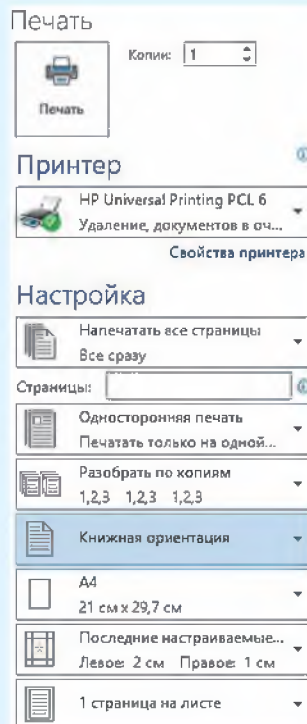 Печать
Копии: 1
Печать
Принтер
HP Universal Printing PCL 6
Удаление, документов в оч...
Свойства принтера
Настройка
Напечатать все страницы
Все сразу
Страницы:
Односторонняя печать
Печатать только на одной...
Разобрать по копиям
1,2,3 1,2,3 1,2,3
Книжная ориентация
A4
21 см x 29,7 см
Последние настраиваемые...
Левое: 2 см Правое: 1 см
1 страница на листе